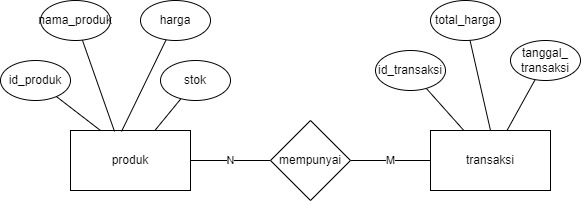 nama_produk
harga
total_harga
id_produk
stok
id_transaksi
tanggal_
transaksi
produk
N
mempunyai
M
transaksi